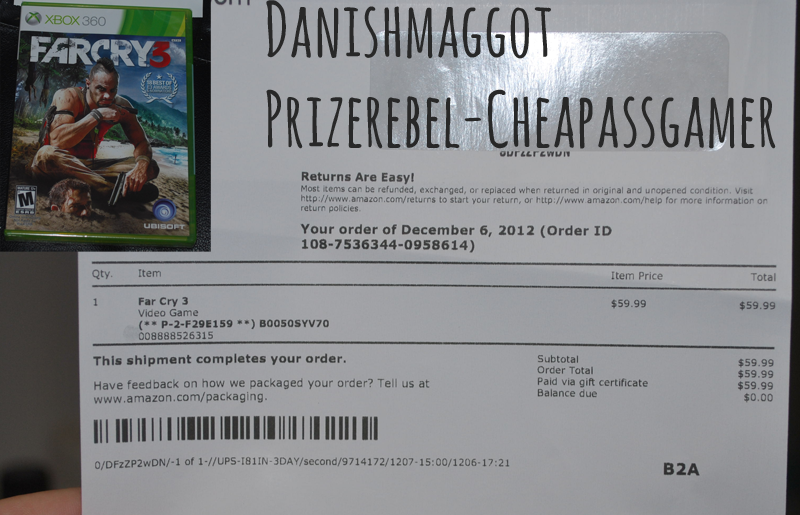 XBOX 360
FARCRY3
UBISOFT
DANISHMAGGOT
PRIZEREBEL-CHEAPASSGAMER
Returns Are Easy!
Most items can be refunded, exchanged, or replaced when returned in original and unopened condition. Visit
http://www.amazon.com/returns to start your return, or http://www.amazon.com/help for more information on
return policies.
Your order of December 6, 2012 (Order ID
108-7536344-0958614)
Qty. Item Item Price Total
1 Far Cry 3 $59.99 $59.99
Video Game
(** P-2-F29E159 **) B0050SYV70
008888526315
This shipment completes your order.
Have feedback on how we packaged your order? Tell us at
www.amazon.com/packaging.
Subtotal $59.99
Order Total $59.99
Paid via gift certificate $59.99
Balance due $0.00
0/DFzZP2wDN/-1 of 1-//UPS-I81IN-3DAY/second/9714172/1207-15:00/1206-17:21
B2A